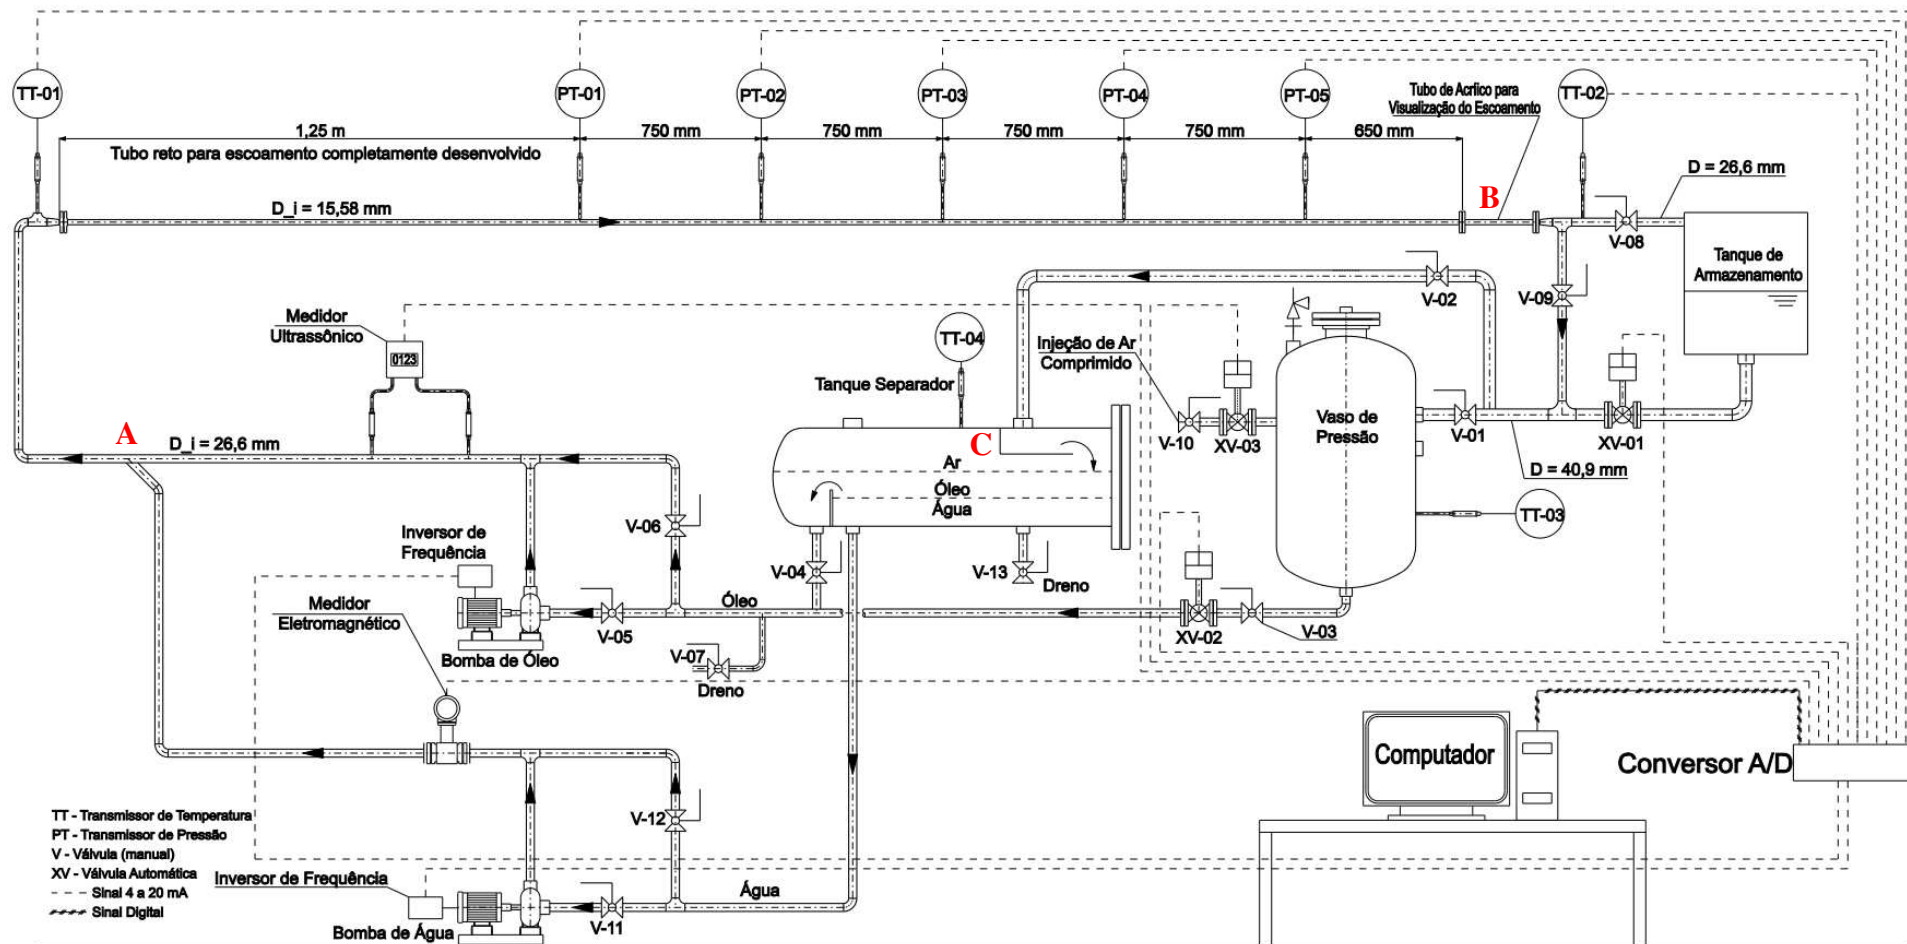 TT-01
PT-01
PT-02
PT-03
PT-04
PT-05
Tubo de Acrílico para
Visualização do Escoamento
TT-02
1,25 m
750 mm
750 mm
750 mm
750 mm
650 mm
Tubo reto para escoamento completamente desenvolvido
D = 26,6 mm
B
D_i = 15,58 mm
V-08
Tanque de
Armazenamento
V-02
V-09
Medidor
Ultrassônico
0123
TT-04
Injeção de Ar
Comprimido
Tanque Separador
Vaso de
Pressão
V-10
XV-03
V-01
XV-01
A
D_i = 26,6 mm
C
Ar
Óleo
Água
D = 40,9 mm
TT-03
V-06
Inversor de
Frequência
V-04
V-13
Dreno
Medidor
Eletromagnético
Óleo
V-05
XV-02
V-03
Bomba de Óleo
V-07
Dreno
Computador
Conversor A/D
TT - Transmissor de Temperatura
PT - Transmissor de Pressão
V - Válvula (manual)
XV - Válvula Automática
Sinal 4 a 20 mA
Sinal Digital
V-12
Inversor de Frequência
Água
V-11
Bomba de Água